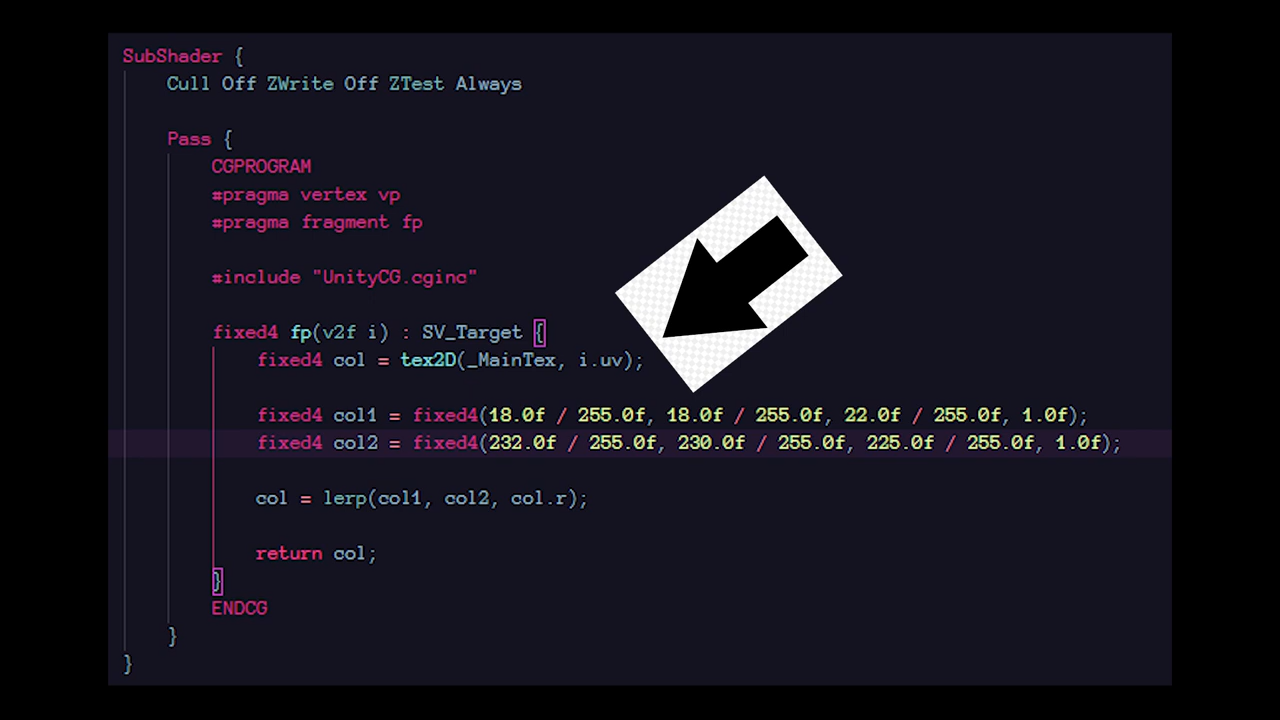 SubShader {
Cull Off ZWrite Off ZTest Always
Pass {
CGPROGRAM
#pragma vertex vp
#pragma fragment fp
#include "UnityCG.cginc"
fixed4 fp(v2f i) : SV_Target {
fixed4 col = tex2D(_MainTex, i.uv);
fixed4 col1 = fixed4(18.0f / 255.0f, 18.0f / 255.0f, 22.0f / 255.0f, 1.0f);
fixed4 col2 = fixed4(232.0f / 255.0f, 230.0f / 255.0f, 225.0f / 255.0f, 1.0f);
col = lerp(col1, col2, col.r);
return col;
}
ENDCG
}
}